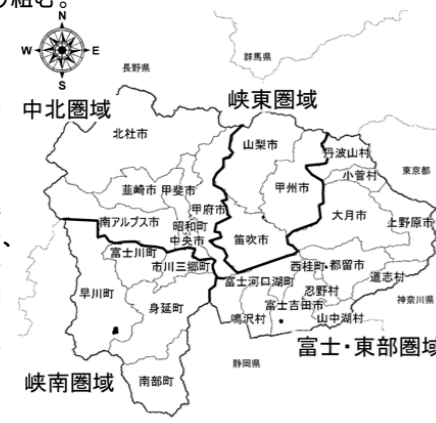 り組む。
N
W E
S
群馬県
長野県
中北圏域
峡東圏域
北杜市
山梨市
丹波山村
小菅村
東京都
韮崎市
甲斐市
甲州市
甲府市
大月市
上野原市
南アルプス市
昭和町
中央市
笛吹市
、
富士川町
市川三郷町
西桂町
都留市
道志村
早川町
富士河口湖町
忍野村
身延町
富士吉田市
神奈川県
鳴沢村
山中湖村
富士・東部圏域
静岡県
峡南圏域
南部町